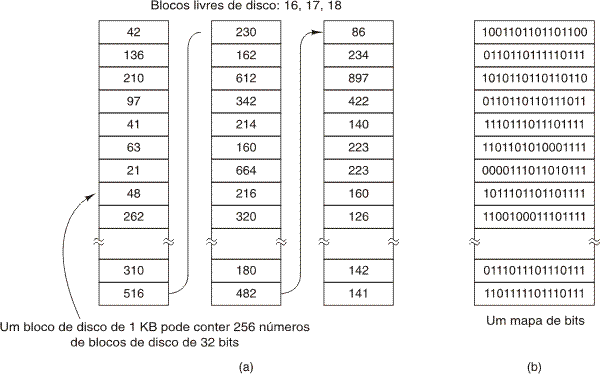 Blocos livres de disco: 16, 17, 18
42 230 86 1001101101101100
136 162 234 0110110111110111
210 612 897 1010110110110110
97 342 422 0110110110111011
41 214 140 1110111011101111
63 160 223 1101101010001111
21 664 223 0000111011010111
48 216 160 1011101101101111
262 320 126 1100100011101111
310 180 142 0111011101110111
516 482 141 1101111101110111
Um bloco de disco de 1 KB pode conter 256 números
de blocos de disco de 32 bits
Um mapa de bits
(a) (b)